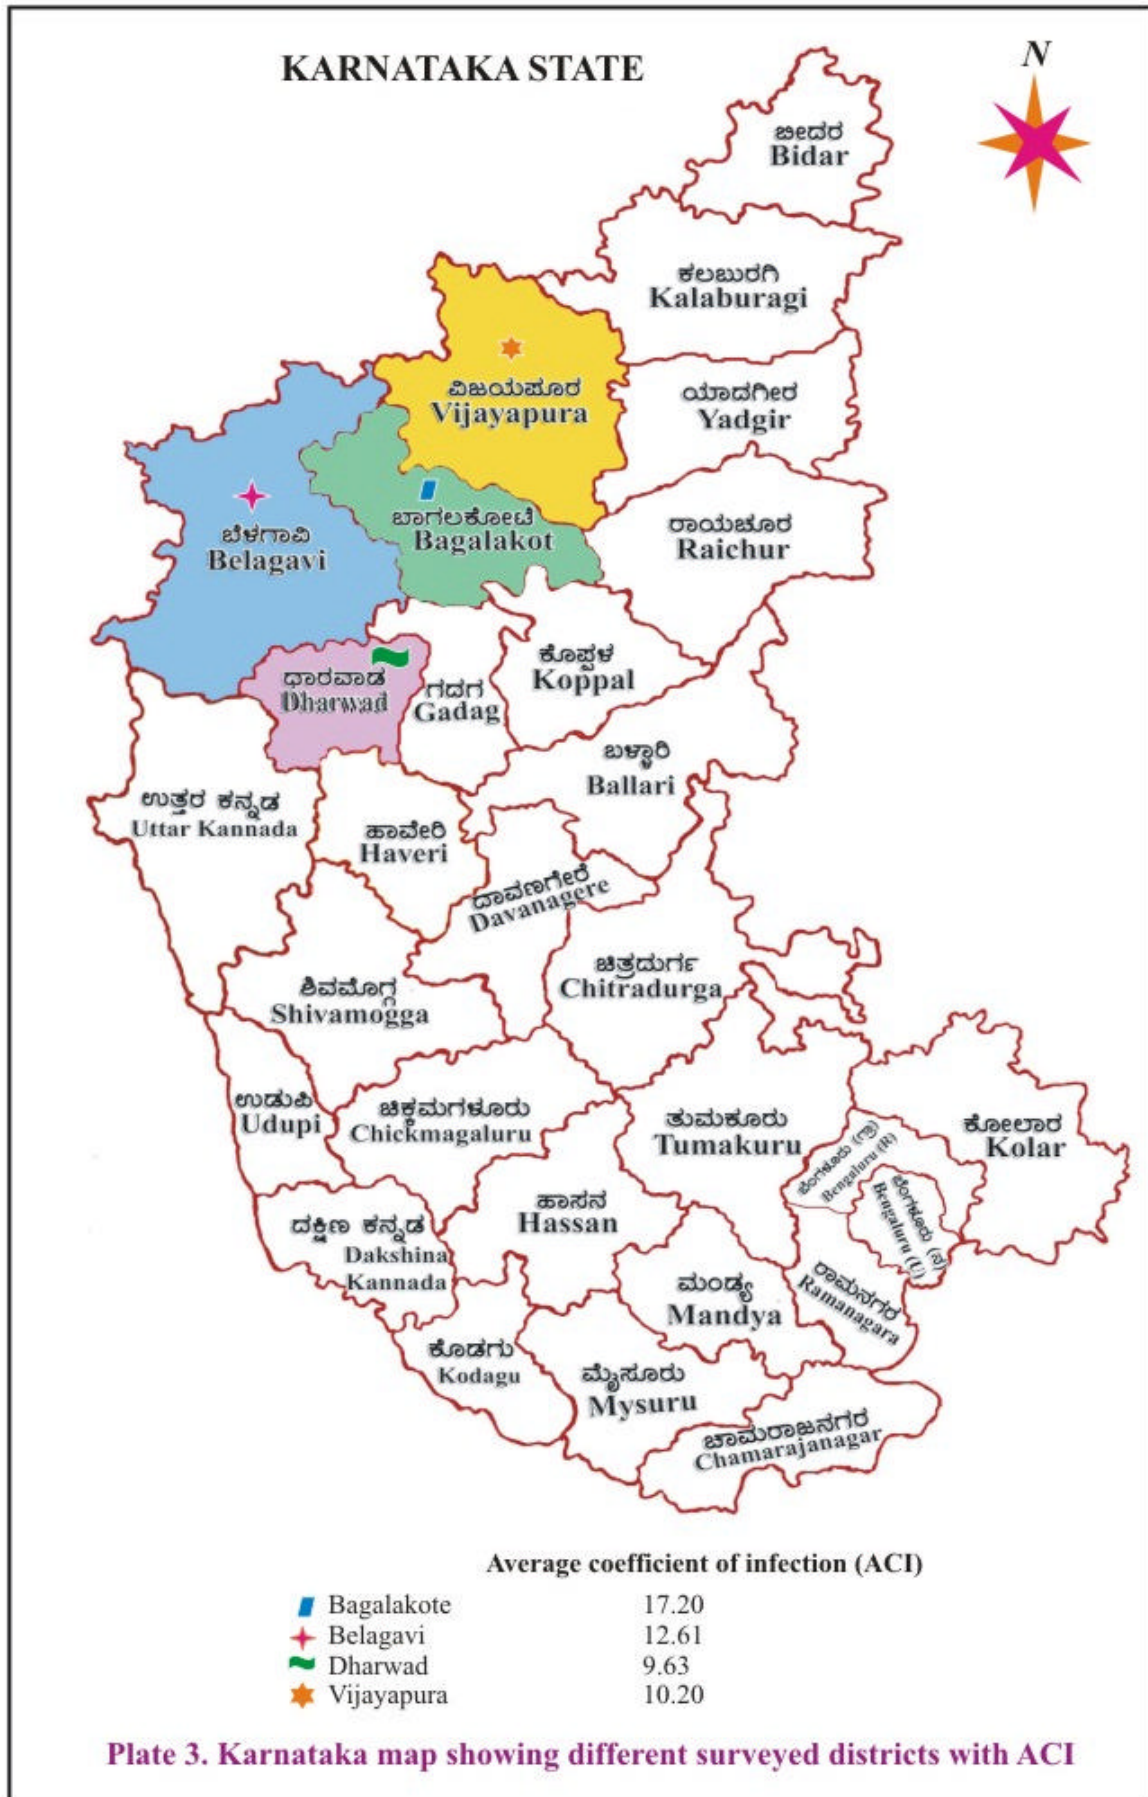 KARNATAKA STATE
N
ಬೀದರ
Bidar
ಕಲಬುರಗಿ
Kalaburagi
ವಿಜಯಪೂರ
Vijayapura
ಯಾದಗೀರ
Yadgir
ಬಾಗಲಕೋಟೆ
Bagalakot
ರಾಯಚೂರ
Raichur
ಬೆಳಗಾವಿ
Belagavi
ಕೊಪ್ಪಳ
Koppal
ಧಾರವಾಡ
Dharwad
ಗದಗ
Gadag
ಬಳ್ಳಾರಿ
Ballari
ಉತ್ತರ ಕನ್ನಡ
Uttar Kannada
ಹಾವೇರಿ
Haveri
ದಾವಣಗೇರೆ
Davanagere
ಚಿತ್ರದುರ್ಗ
Chitradurga
ಶಿವಮೊಗ್ಗ
Shivamogga
ಉಡುಪಿ
Udupi
ಚಿಕ್ಕಮಗಳೂರು
Chickmagaluru
ತುಮಕೂರು
Tumakuru
ಕೋಲಾರ
Kolar
ಬೆಂಗಳೂರು (ಗ್ರಾ)
Bengaluru (R)
ಬೆಂಗಳೂರು (ನ)
Bengaluru (U)
ಹಾಸನ
Hassan
ದಕ್ಷಿಣ ಕನ್ನಡ
Dakshina
Kannada
ಮಂಡ್ಯ
Mandya
ರಾಮನಗರ
Ramanagara
ಕೊಡಗು
Kodagu
ಮೈಸೂರು
Mysuru
ಚಾಮರಾಜನಗರ
Chamarajanagar
Average coefficient of infection (ACI)
Bagalakote 17.20
Belagavi 12.61
Dharwad 9.63
Vijayapura 10.20
Plate 3. Karnataka map showing different surveyed districts with ACI